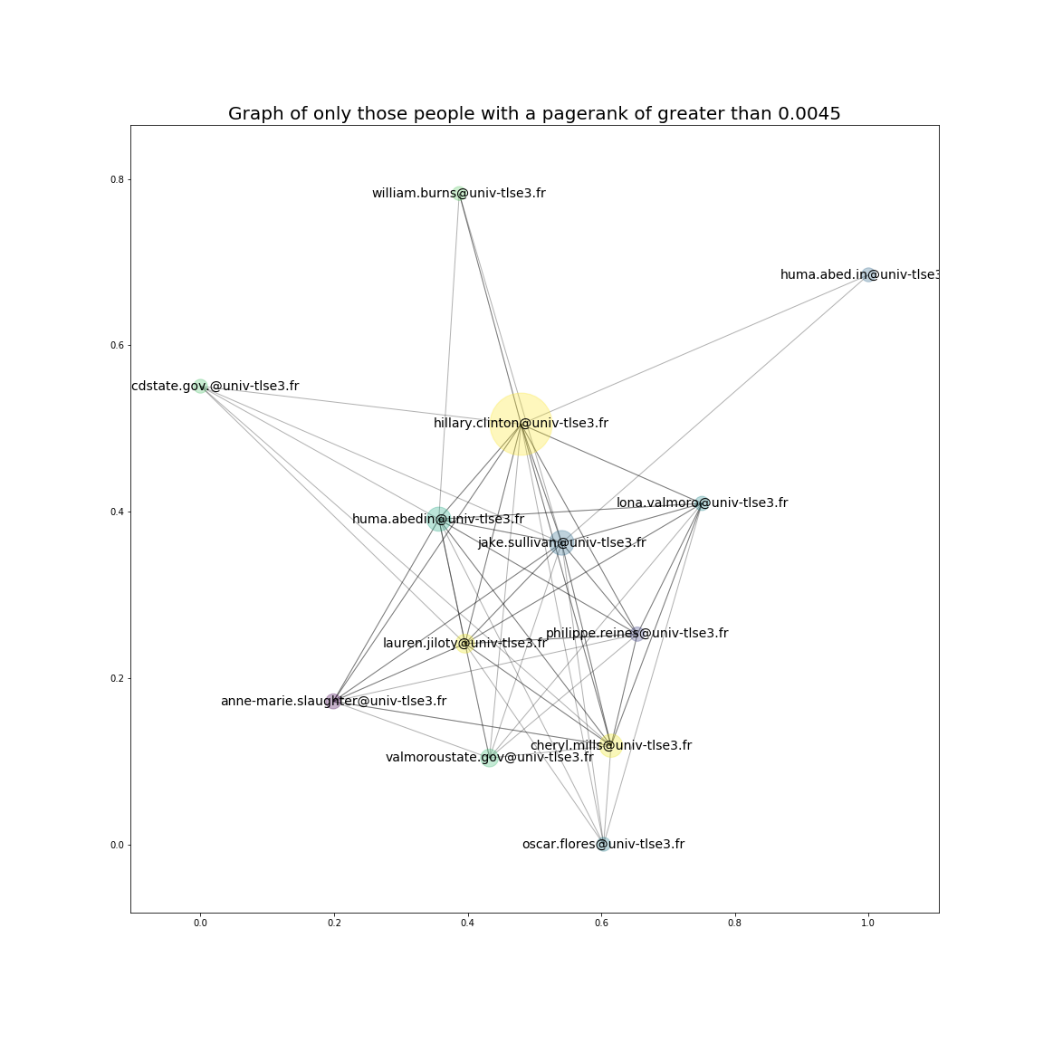 Graph of only those people with a pagerank of greater than 0.0045
0.8
william.burns@univ-tlse3.fr
huma.abed.in@univ-tlse3
0.6
cdstate.gov.@univ-tlse3.fr
hillary.clinton@univ-tlse3.fr
lona.valmoro@univ-tlse3.fr
0.4
huma.abedin@univ-tlse3.fr
jake.sullivan@univ-tlse3.fr
philippe.reines@univ-tlse3.fr
lauren.jiloty@univ-tlse3.fr
0.2
anne-marie.slaughter@univ-tlse3.fr
cheryl.mills@univ-tlse3.fr
valmoroustate.gov@univ-tlse3.fr
0.0
oscar.flores@univ-tlse3.fr
0.0 0.2 0.4 0.6 0.8 1.0